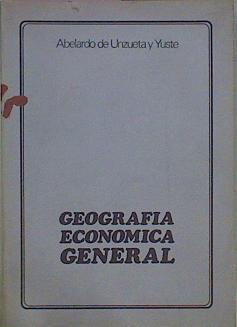 Abelardo de Unzueta y Yuste
GEOGRAFIA
ECONOMICA
GENERAL